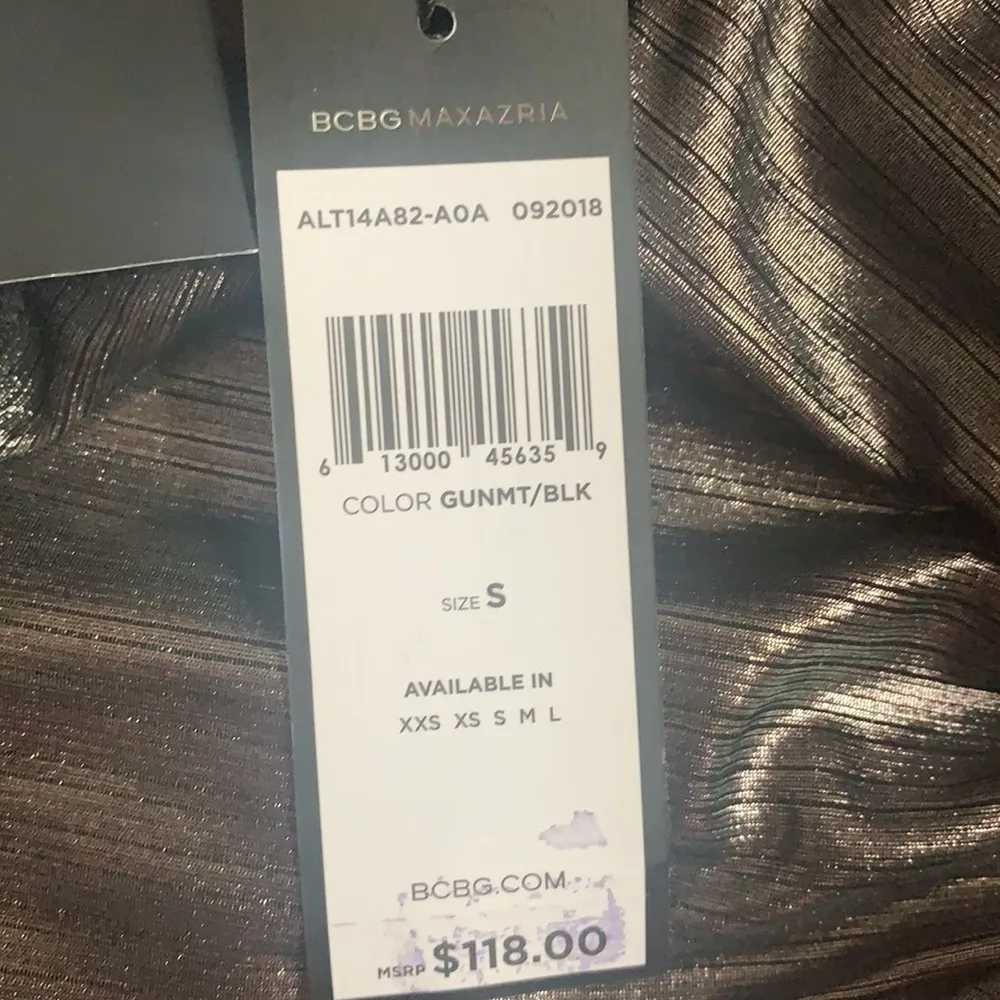 BCBGMAXAZRIA
ALT14A82-A0A 092018
6 13000 45635 9
COLOR GUNMT/BLK
SIZE S
AVAILABLE IN
XXS XS S M L
BCBG.COM
MSRP $118.00